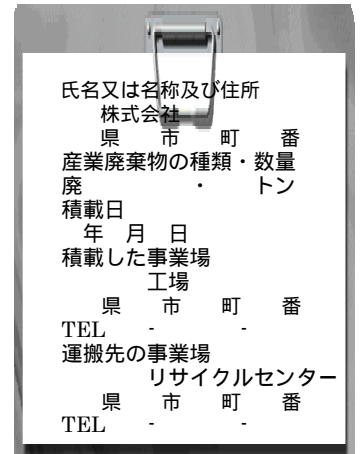 氏名又は名称及び住所
株式会社
県　市　町　番
産業廃棄物の種類・数量
廃　・　トン
積載日
年　月　日
積載した事業場
工場
県　市　町　番
TEL　-　-
運搬先の事業場
リサイクルセンター
県　市　町　番
TEL　-　-